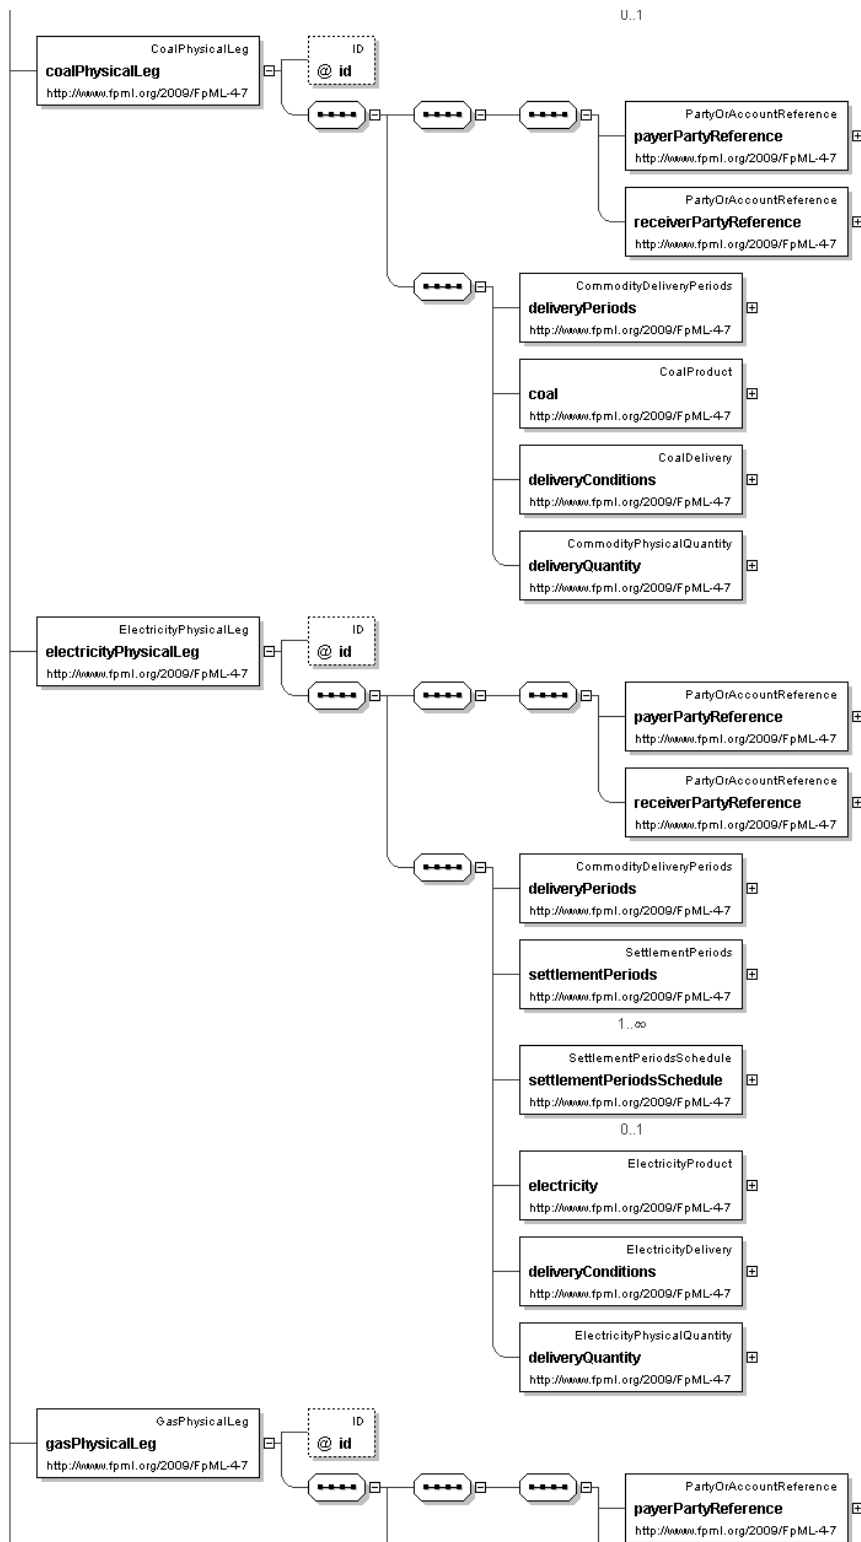 0..1
CoalPhysicalLeg
coalPhysicalLeg
http://www.fpml.org/2009/FpML-4-7
ID
@ id
PartyOrAccountReference
payerPartyReference
http://www.fpml.org/2009/FpML-4-7
PartyOrAccountReference
receiverPartyReference
http://www.fpml.org/2009/FpML-4-7
CommodityDeliveryPeriods
deliveryPeriods
http://www.fpml.org/2009/FpML-4-7
CoalProduct
coal
http://www.fpml.org/2009/FpML-4-7
CoalDelivery
deliveryConditions
http://www.fpml.org/2009/FpML-4-7
CommodityPhysicalQuantity
deliveryQuantity
http://www.fpml.org/2009/FpML-4-7
ElectricityPhysicalLeg
electricityPhysicalLeg
http://www.fpml.org/2009/FpML-4-7
ID
@ id
PartyOrAccountReference
payerPartyReference
http://www.fpml.org/2009/FpML-4-7
PartyOrAccountReference
receiverPartyReference
http://www.fpml.org/2009/FpML-4-7
CommodityDeliveryPeriods
deliveryPeriods
http://www.fpml.org/2009/FpML-4-7
SettlementPeriods
settlementPeriods
http://www.fpml.org/2009/FpML-4-7
1..∞
SettlementPeriodsSchedule
settlementPeriodsSchedule
http://www.fpml.org/2009/FpML-4-7
0..1
ElectricityProduct
electricity
http://www.fpml.org/2009/FpML-4-7
ElectricityDelivery
deliveryConditions
http://www.fpml.org/2009/FpML-4-7
ElectricityPhysicalQuantity
deliveryQuantity
http://www.fpml.org/2009/FpML-4-7
GasPhysicalLeg
gasPhysicalLeg
http://www.fpml.org/2009/FpML-4-7
ID
@ id
PartyOrAccountReference
payerPartyReference
http://www.fpml.org/2009/FpML-4-7